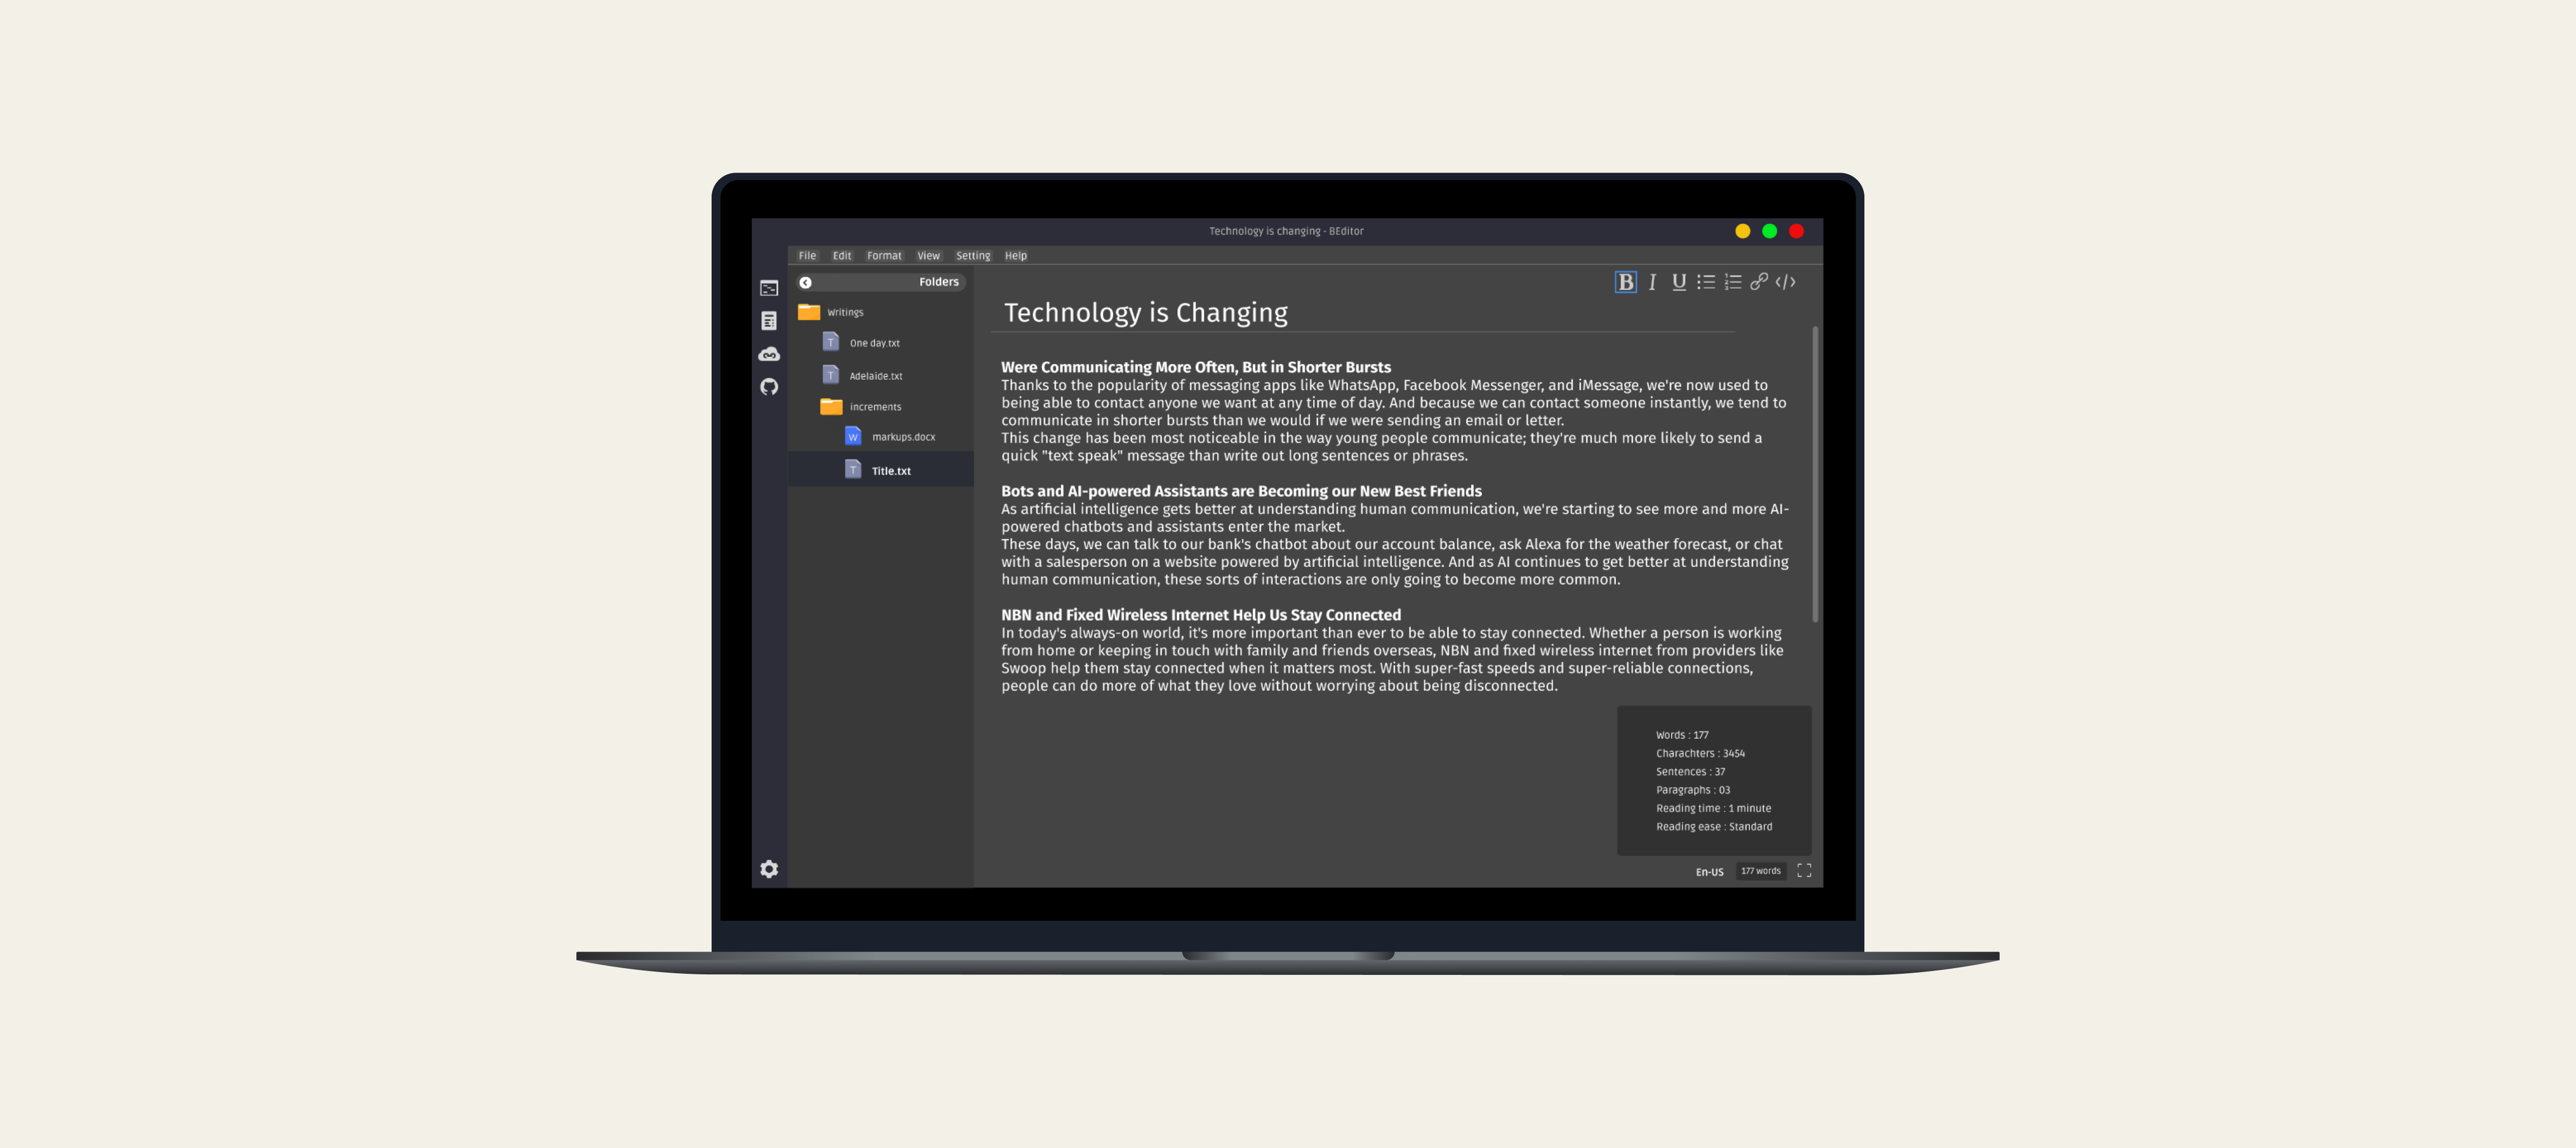 Technology is changing - BEditor
File Edit Format View Setting Help
Folders
Writings
One day.txt
Adelaide.txt
increments
W markups.docx
T Title.txt
B I U </>
Technology is Changing
Were Communicating More Often, But in Shorter Bursts
Thanks to the popularity of messaging apps like WhatsApp, Facebook Messenger, and iMessage, we're now used to
being able to contact anyone we want at any time of day. And because we can contact someone instantly, we tend to
communicate in shorter bursts than we would if we were sending an email or letter.
This change has been most noticeable in the way young people communicate; they're much more likely to send a
quick "text speak" message than write out long sentences or phrases.
Bots and AI-powered Assistants are Becoming our New Best Friends
As artificial intelligence gets better at understanding human communication, we're starting to see more and more AI-
powered chatbots and assistants enter the market.
These days, we can talk to our bank's chatbot about our account balance, ask Alexa for the weather forecast, or chat
with a salesperson on a website powered by artificial intelligence. And as AI continues to get better at understanding
human communication, these sorts of interactions are only going to become more common.
NBN and Fixed Wireless Internet Help Us Stay Connected
In today's always-on world, it's more important than ever to be able to stay connected. Whether a person is working
from home or keeping in touch with family and friends overseas, NBN and fixed wireless internet from providers like
Swoop help them stay connected when it matters most. With super-fast speeds and super-reliable connections,
people can do more of what they love without worrying about being disconnected.
Words : 177
Charachters : 3454
Sentences : 37
Paragraphs : 03
Reading time : 1 minute
Reading ease : Standard
En-US 177 words